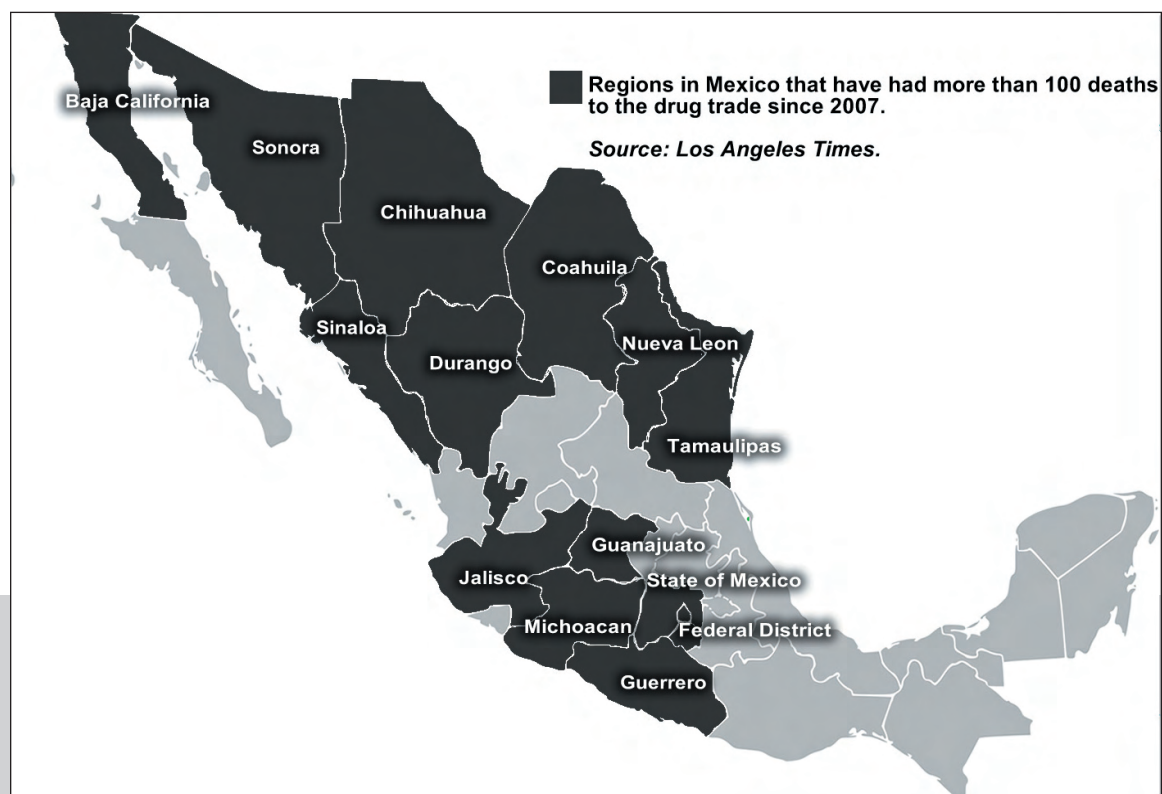 Regions in Mexico that have had more than 100 deaths
to the drug trade since 2007.
Source: Los Angeles Times.
Baja California
Sonora
Chihuahua
Coahuila
Sinaloa
Nueva Leon
Durango
Tamaulipas
Guanajuato
Jalisco
State of Mexico
Michoacan
Federal District
Guerrero